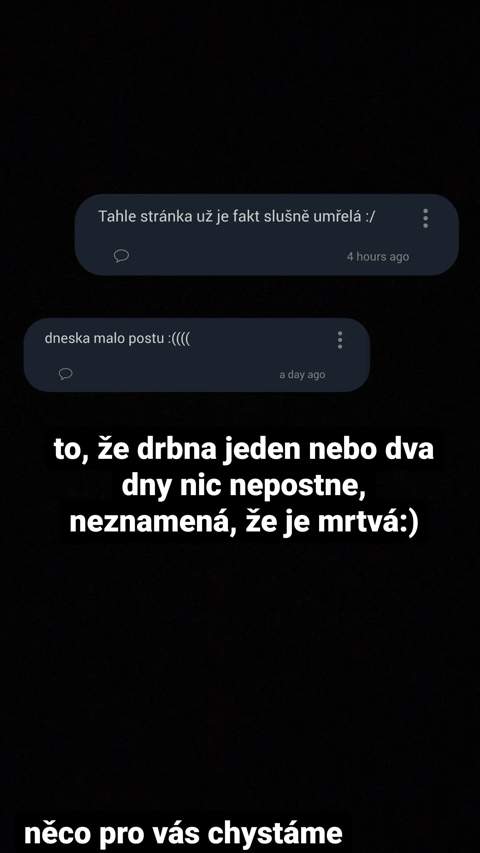 Tahle stránka už je fakt slušně umřelá :/
4 hours ago
dneska malo postu :((((
a day ago
to, že drbna jeden nebo dva
dny nic nepostne,
neznamená, že je mrtvá:)
něco pro vás chystáme